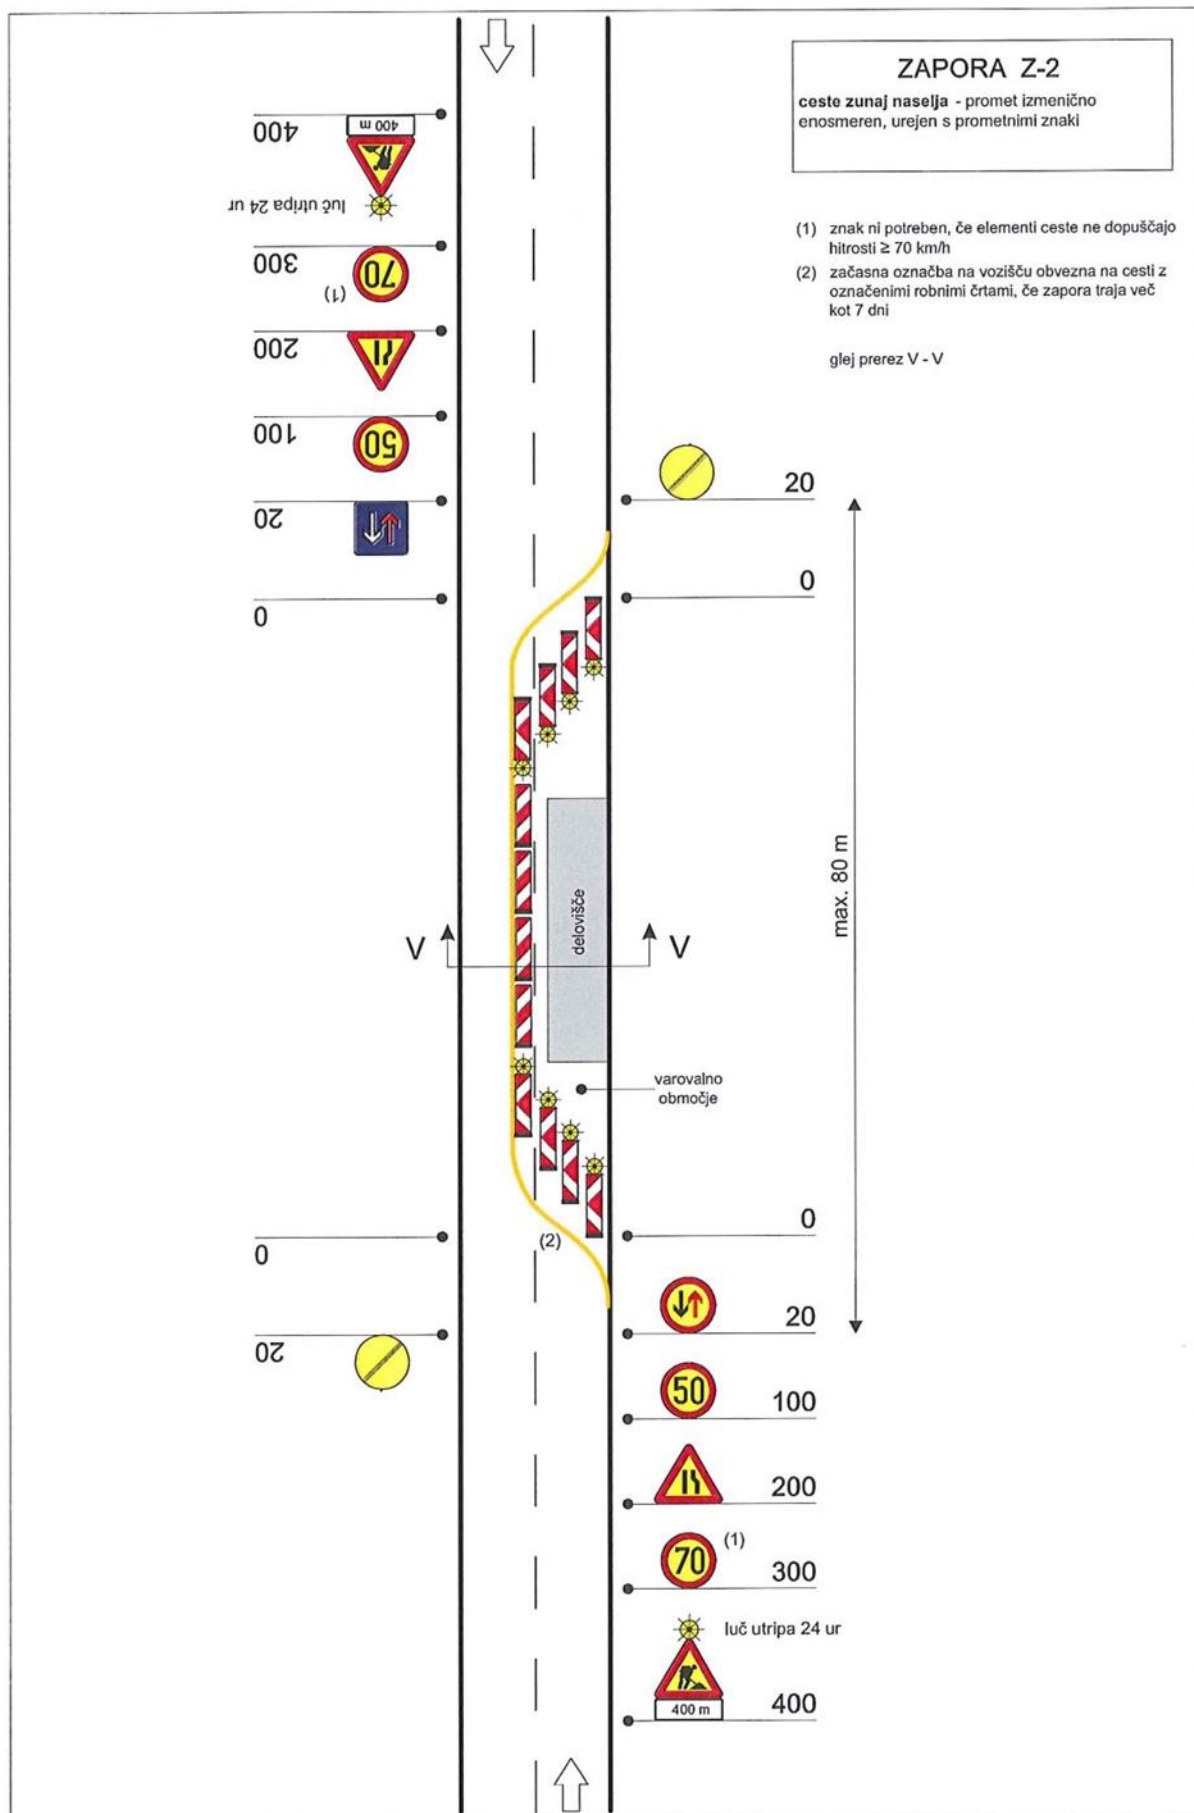 ZAPORA Z-2
ceste zunaj naselja - promet izmenično
enosmeren, urejen s prometnimi znaki
(1) znak ni potreben, če elementi ceste ne dopuščajo
hitrosti ≥ 70 km/h
(2) začasna označba na vozišču obvezna na cesti z
označenimi robnimi črtami, če zapora traja več
kot 7 dni
glej prerez V - V
400
400 m
luč utripa 24 ur
300
70
(1)
200
100
50
20
0
20
0
max. 80 m
delovišče
V
V
varovalno
območje
0
(2)
0
20
20
50
100
200
70
(1)
300
luč utripa 24 ur
400 m
400